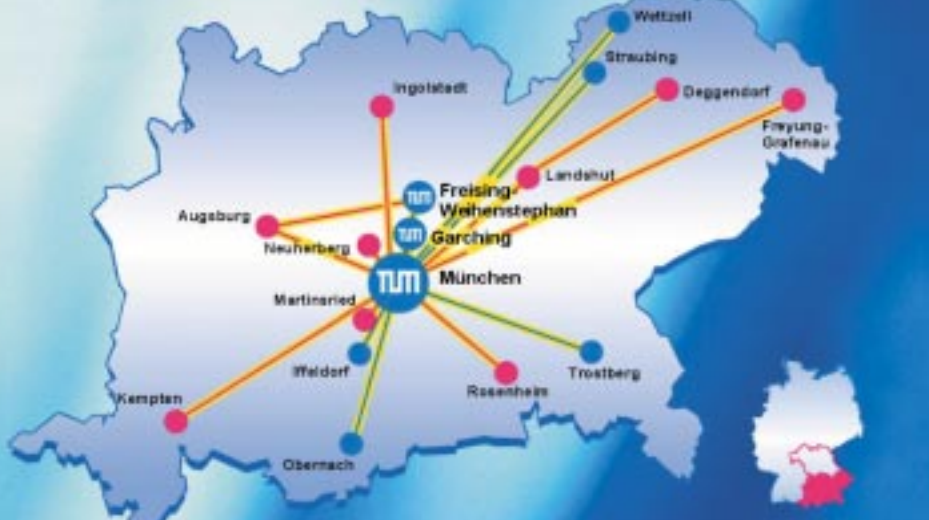 Wettzell
Straubing
Ingolstadt
Deggendorf
Freyung-
Grafenau
Landshut
TUM
Freising-
Weihenstephan
Augsburg
TUM
Garching
Neuherberg
TUM
München
Martinsried
Iffeldorf
Trostberg
Rosenheim
Kempten
Obernach